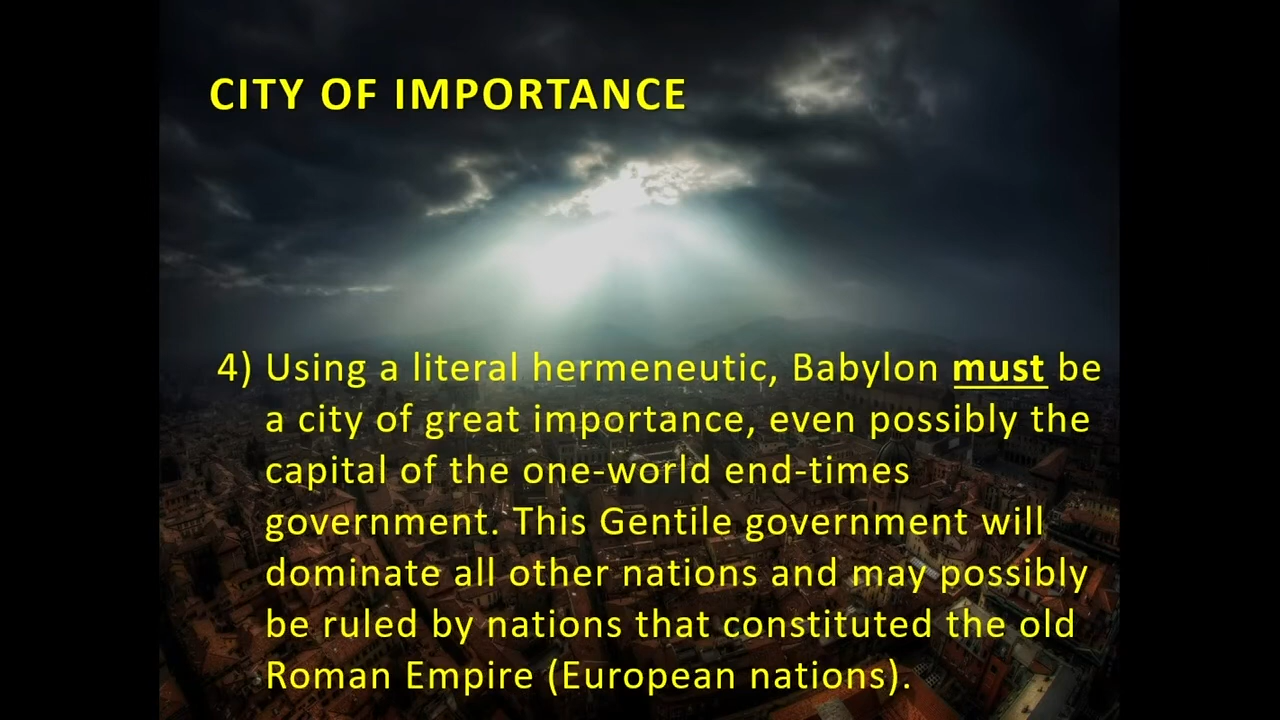 CITY OF IMPORTANCE
4) Using a literal hermeneutic, Babylon must be
a city of great importance, even possibly the
capital of the one-world end-times
government. This Gentile government will
dominate all other nations and may possibly
be ruled by nations that constituted the old
Roman Empire (European nations).